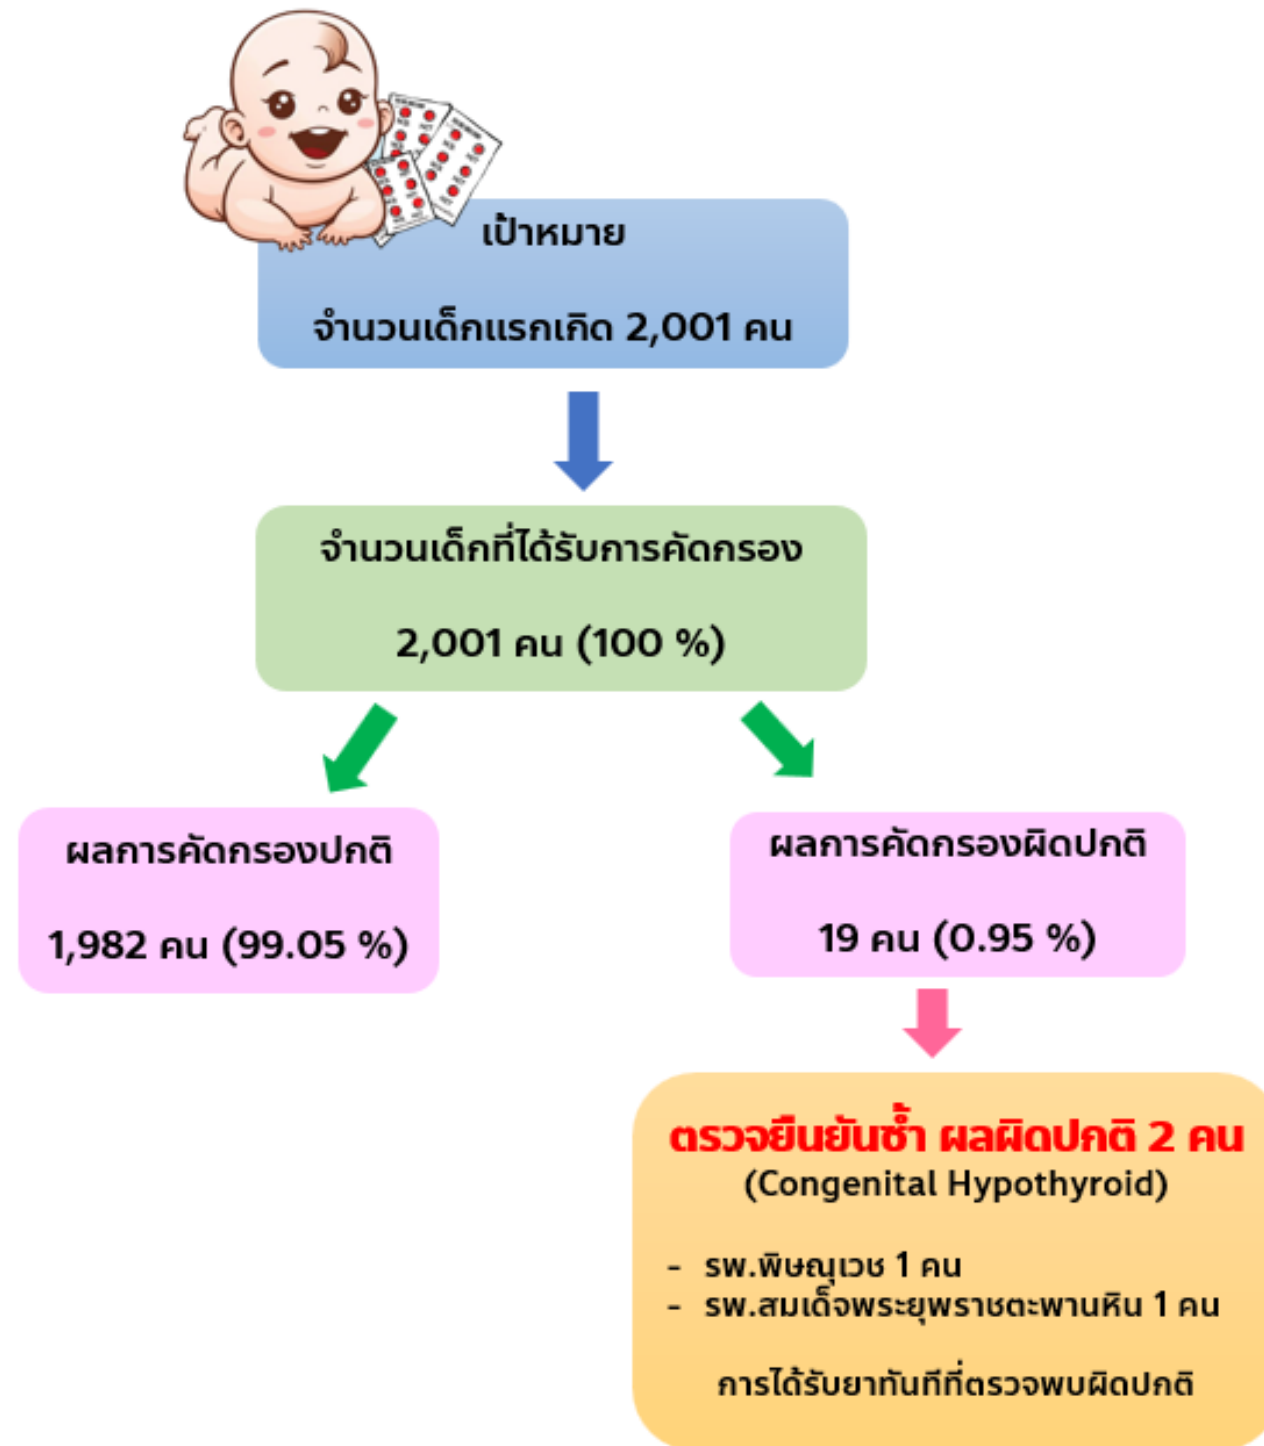 เป้าหมาย
จำนวนเด็กแรกเกิด 2,001 คน
จำนวนเด็กที่ได้รับการคัดกรอง
2,001 คน (100 %)
ผลการคัดกรองปกติ
1,982 คน (99.05 %)
ผลการคัดกรองผิดปกติ
19 คน (0.95 %)
ตรวจยืนยันซ้ำ ผลผิดปกติ 2 คน
(Congenital Hypothyroid)
- รพ.พิษณุเวช 1 คน
- รพ.สมเด็จพระยุพราชตะพานหิน 1 คน
การได้รับยาทันทีที่ตรวจพบผิดปกติ